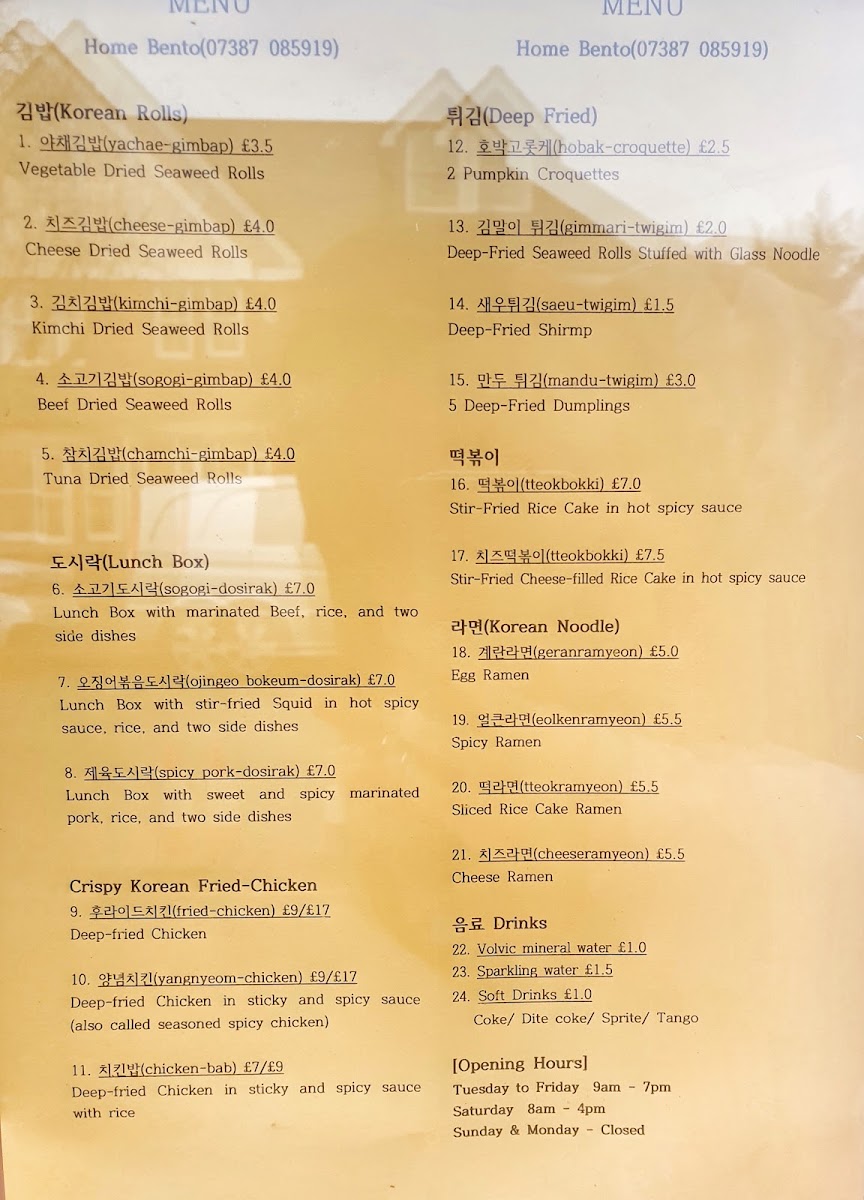 MENU
Home Bento(07387 085919)
김밥(Korean Rolls)
1. 야채김밥(yachae-gimbap) £3.5
Vegetable Dried Seaweed Rolls
2. 치즈김밥(cheese-gimbap) £4.0
Cheese Dried Seaweed Rolls
3. 김치김밥(kimchi-gimbap) £4.0
Kimchi Dried Seaweed Rolls
4. 소고기김밥(sogogi-gimbap) £4.0
Beef Dried Seaweed Rolls
5. 참치김밥(chamchi-gimbap) £4.0
Tuna Dried Seaweed Rolls
도시락(Lunch Box)
6. 소고기도시락(sogogi-dosirak) £7.0
Lunch Box with marinated Beef, rice, and two
side dishes
7. 오징어볶음도시락(ojingeo bokeum-dosirak) £7.0
Lunch Box with stir-fried Squid in hot spicy
sauce, rice, and two side dishes
8. 제육도시락(spicy pork-dosirak) £7.0
Lunch Box with sweet and spicy marinated
pork, rice, and two side dishes
Crispy Korean Fried-Chicken
9. 후라이드치킨(fried-chicken) £9/£17
Deep-fried Chicken
10. 양념치킨(yangnyeom-chicken) £9/£17
Deep-fried Chicken in sticky and spicy sauce
(also called seasoned spicy chicken)
11. 치킨밥(chicken-bab) £7/£9
Deep-fried Chicken in sticky and spicy sauce
with rice
MENU
Home Bento(07387 085919)
튀김(Deep Fried)
12. 호박고롯케(hobak-croquette) £2.5
2 Pumpkin Croquettes
13. 김말이 튀김(gimmari-twigim) £2.0
Deep-Fried Seaweed Rolls Stuffed with Glass Noodle
14. 새우튀김(saeu-twigim) £1.5
Deep-Fried Shirmp
15. 만두 튀김(mandu-twigim) £3.0
5 Deep-Fried Dumplings
떡볶이
16. 떡볶이(tteokbokki) £7.0
Stir-Fried Rice Cake in hot spicy sauce
17. 치즈떡볶이(tteokbokki) £7.5
Stir-Fried Cheese-filled Rice Cake in hot spicy sauce
라면(Korean Noodle)
18. 계란라면(geranramyeon) £5.0
Egg Ramen
19. 얼큰라면(eolkenramyeon) £5.5
Spicy Ramen
20. 떡라면(tteokramyeon) £5.5
Sliced Rice Cake Ramen
21. 치즈라면(cheeseramyeon) £5.5
Cheese Ramen
음료 Drinks
22. Volvic mineral water £1.0
23. Sparkling water £1.5
24. Soft Drinks £1.0
Coke/ Dite coke/ Sprite/ Tango
[Opening Hours]
Tuesday to Friday 9am - 7pm
Saturday 8am - 4pm
Sunday & Monday - Closed